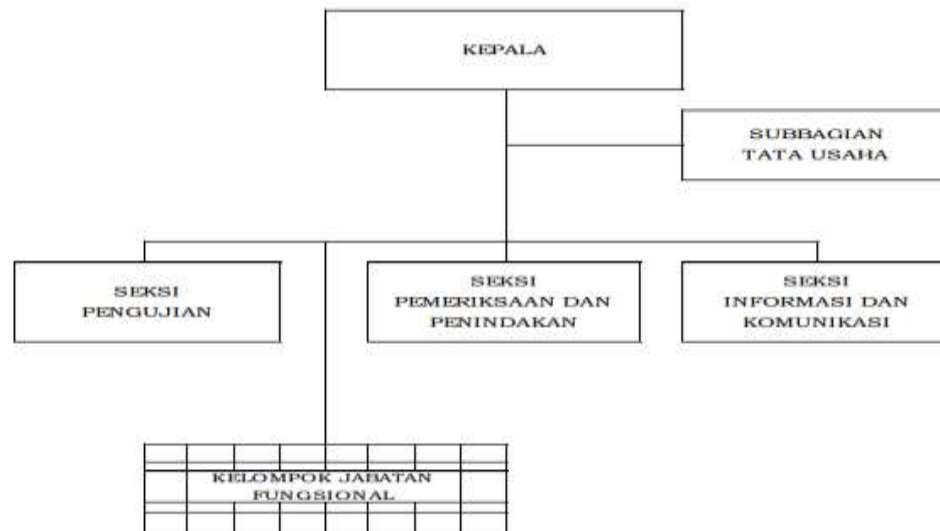 KEPALA
SUBBAGIAN
TATA USAHA
SEKSI
PENGUJIAN
SEKSI
PEMERIKSAAN DAN
PENINDAKAN
SEKSI
INFORMASI DAN
KOMUNIKASI
KELOMPOK JABATAN
FUNGSIONAL